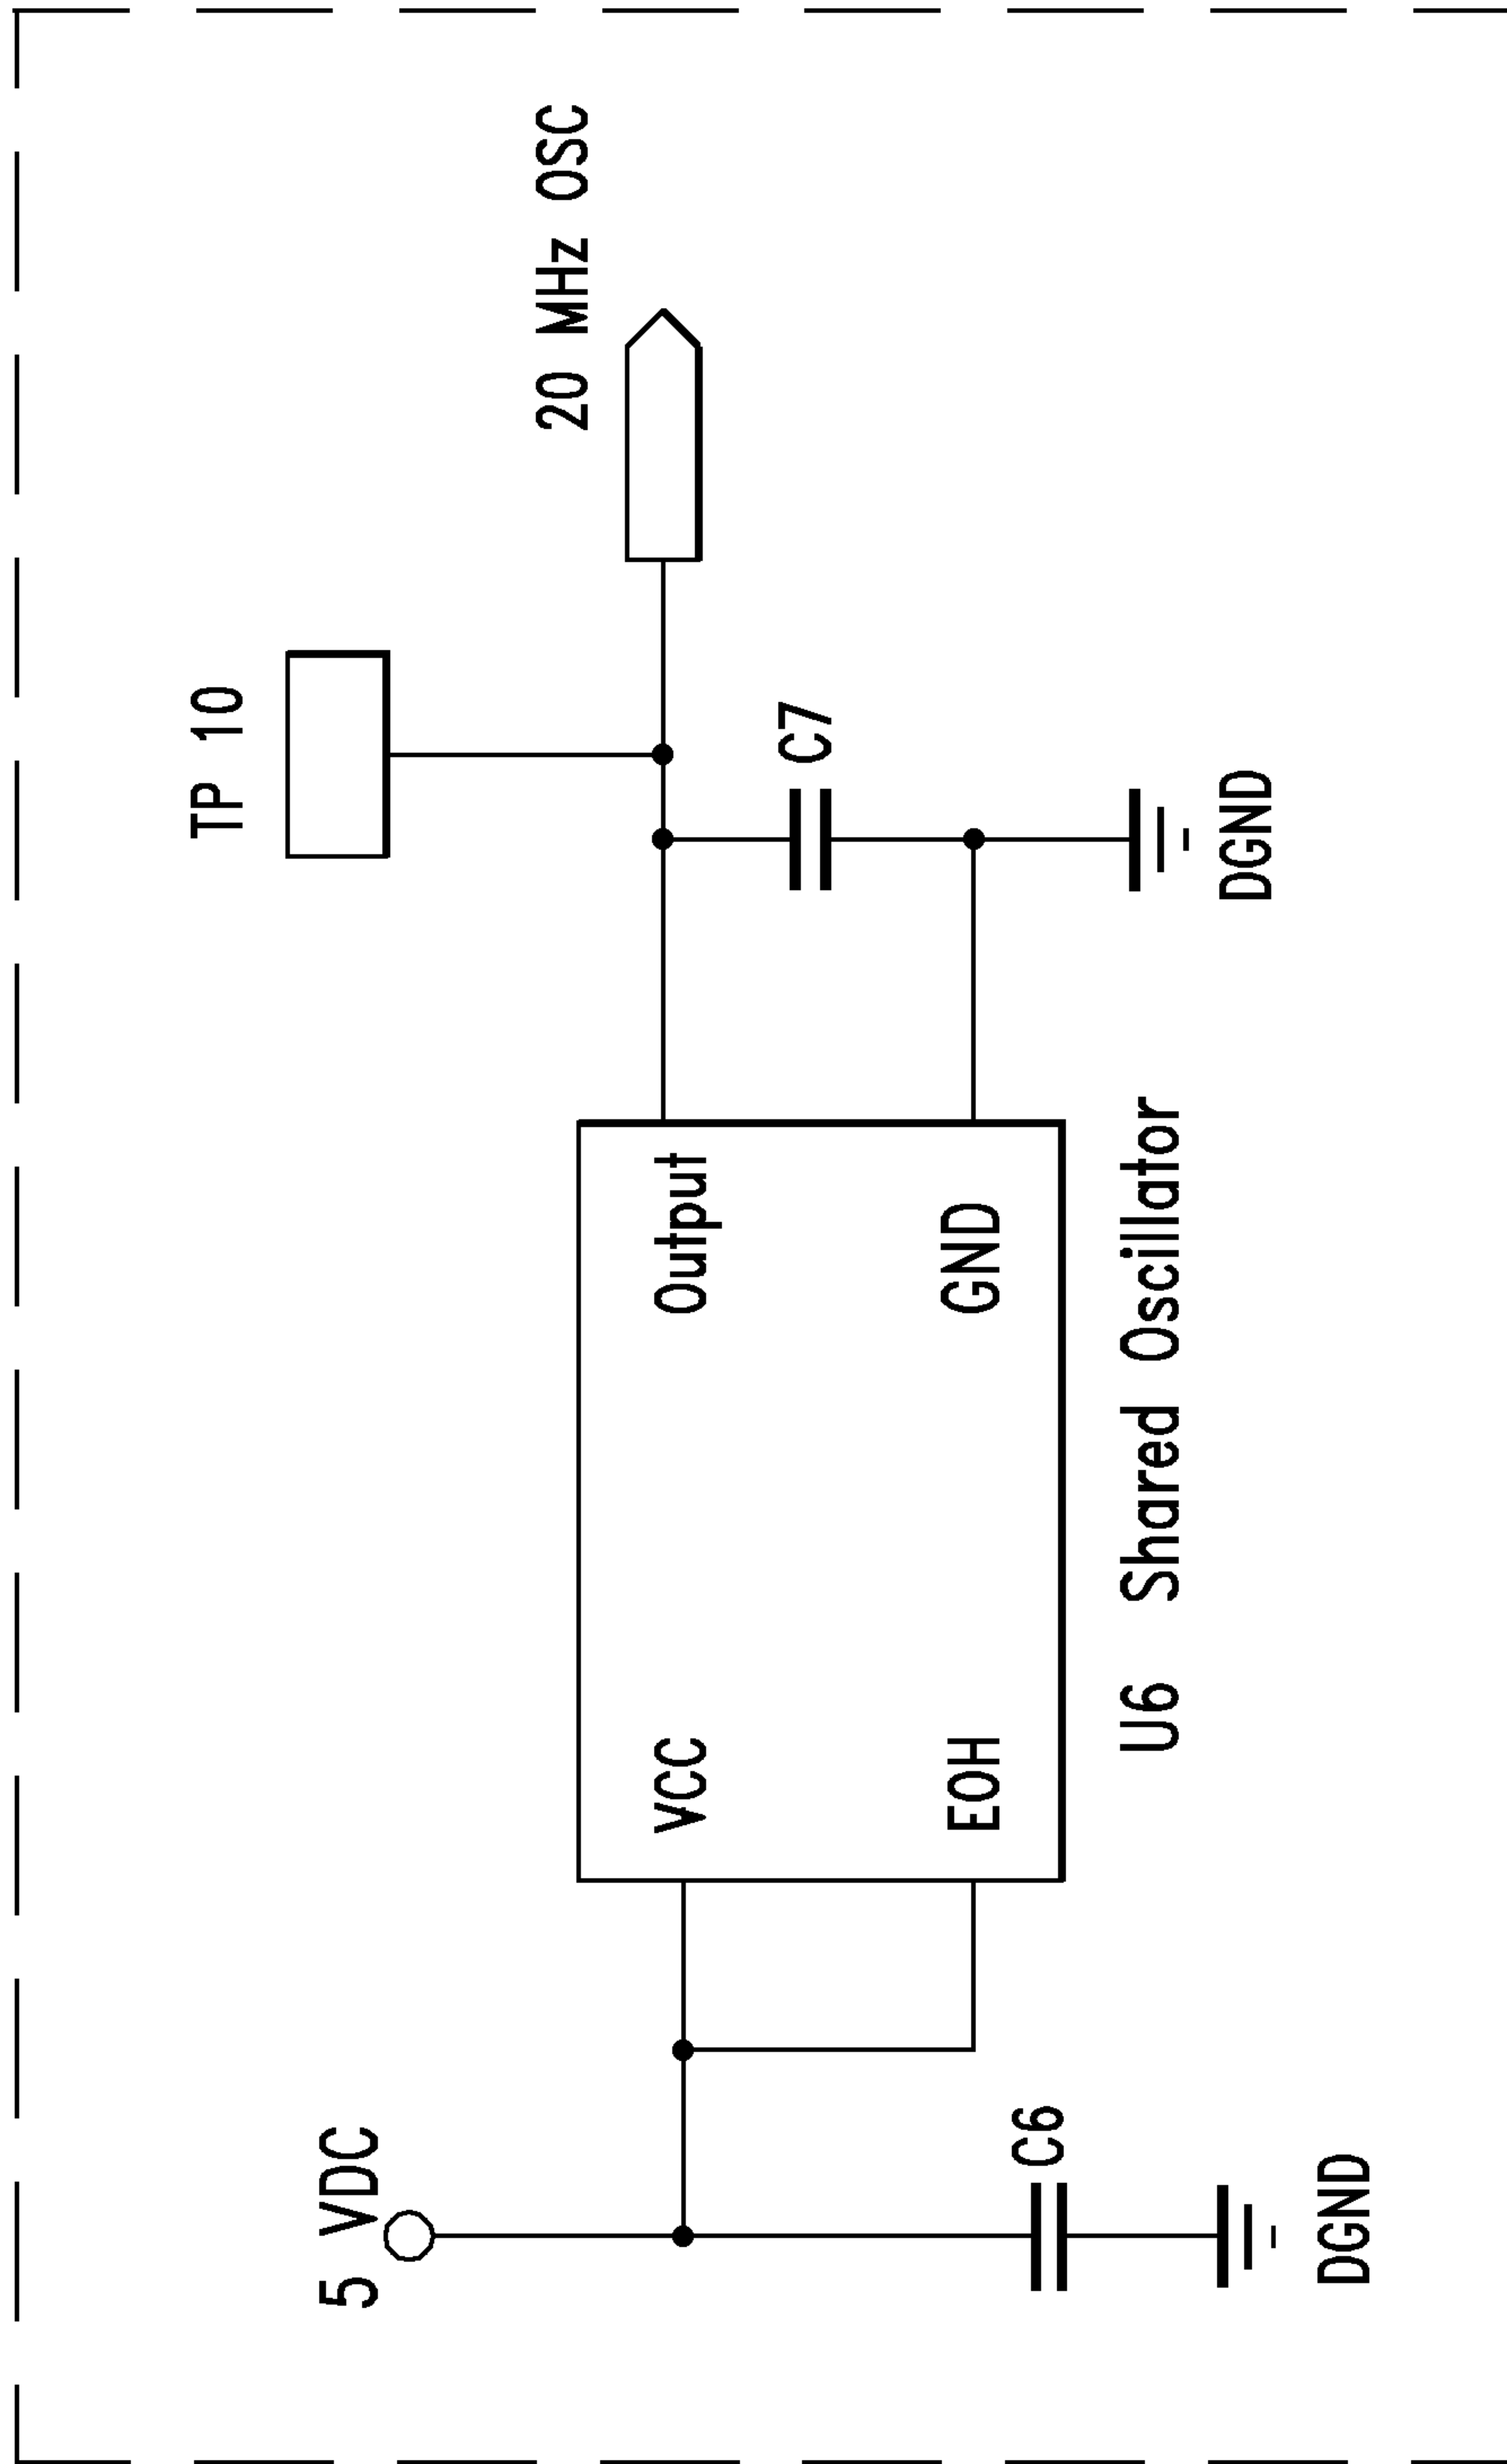 TP 10
5 VDC
20 MHz OSC
VCC
Output
C7
EOH
GND
C6
U6 Shared Oscillator
DGND
DGND